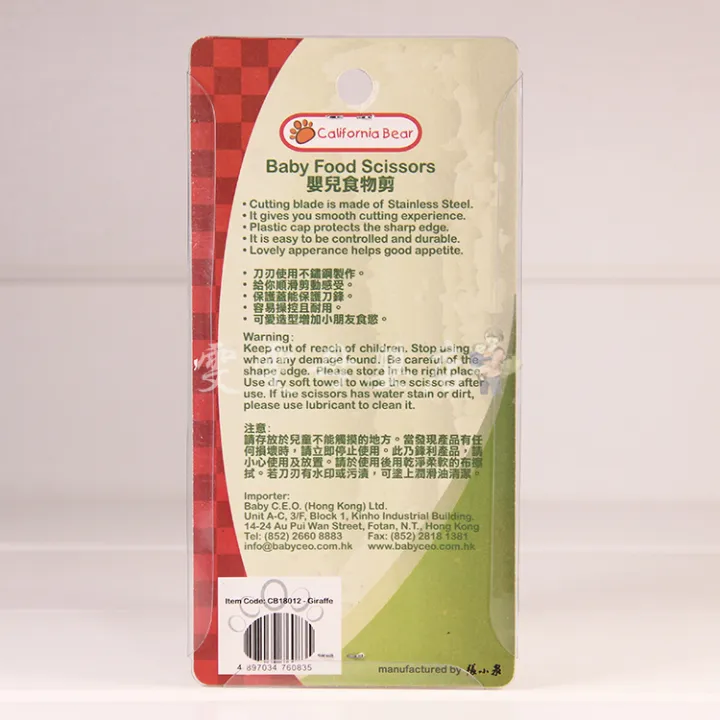 California Bear
Baby Food Scissors
嬰兒食物剪
• Cutting blade is made of Stainless Steel.
• It gives you smooth cutting experience.
• Plastic cap protects the sharp edge.
• It is easy to be controlled and durable.
• Lovely apperance helps good appetite.
• 刀刃使用不鏽鋼製作。
• 給你順滑剪動感受。
• 保護蓋能保護刀鋒。
• 容易操控且耐用。
• 可愛造型增加小朋友食慾。
Warning:
Keep out of reach of children. Stop using
when any damage found. Be careful of the
shape edge. Please store in the right place.
Use dry soft towel to wipe the scissors after
use. If the scissors has water stain or dirt,
please use lubricant to clean it.
注意:
請存放於兒童不能觸摸的地方。當發現產品有任
何損壞時，請立即停止使用。此乃鋒利產品，請
小心使用及放置。請於使用後用乾淨柔軟的布擦
拭。若刀刃有水印或污漬，可塗上潤滑油清潔。
Importer:
Baby C.E.O. (Hong Kong) Ltd.
Unit A-C, 3/F, Block 1, Kinho Industrial Building.
14-24 Au Pui Wan Street, Fotan, N.T., Hong Kong
Tel: (852) 2660 8883 Fax: (852) 2818 1381
info@babyceo.com.hk www.babyceo.com.hk
Item Code: CB18012 - Giraffe
4 897034 760835
manufactured by 張小泉